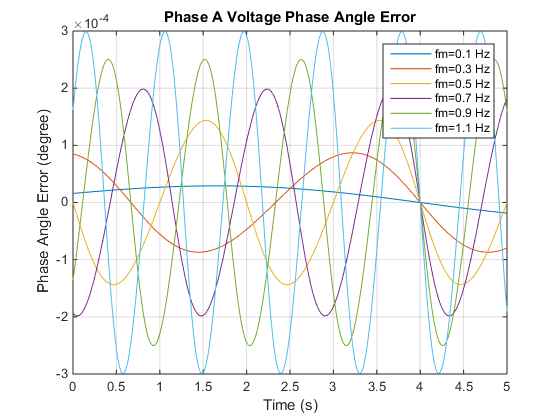 Phase A Voltage Phase Angle Error
×10⁻⁴
3
2
1
0
-1
-2
-3
Phase Angle Error (degree)
fm=0.1 Hz
fm=0.3 Hz
fm=0.5 Hz
fm=0.7 Hz
fm=0.9 Hz
fm=1.1 Hz
0 0.5 1 1.5 2 2.5 3 3.5 4 4.5 5
Time (s)